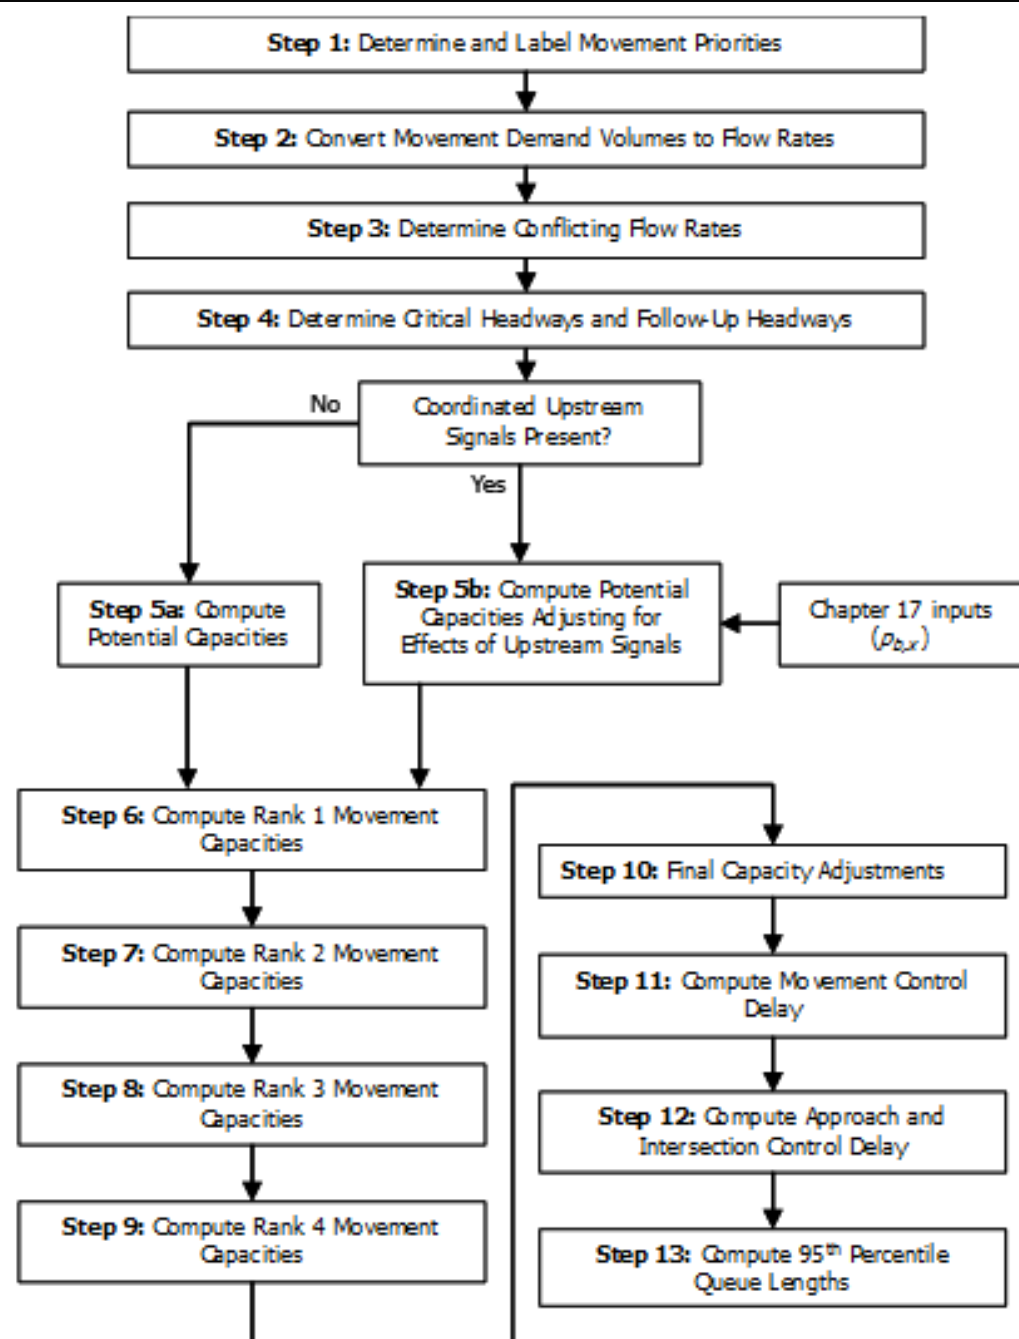 Step 1: Determine and Label Movement Priorities
Step 2: Convert Movement Demand Volumes to Flow Rates
Step 3: Determine Conflicting Flow Rates
Step 4: Determine Critical Headways and Follow-Up Headways
No
Coordinated Upstream
Signals Present?
Yes
Step 5a: Compute
Potential Capacities
Step 5b: Compute Potential
Capacities Adjusting for
Effects of Upstream Signals
Chapter 17 inputs
(p_b,x)
Step 6: Compute Rank 1 Movement
Capacities
Step 7: Compute Rank 2 Movement
Capacities
Step 8: Compute Rank 3 Movement
Capacities
Step 9: Compute Rank 4 Movement
Capacities
Step 10: Final Capacity Adjustments
Step 11: Compute Movement Control
Delay
Step 12: Compute Approach and
Intersection Control Delay
Step 13: Compute 95th Percentile
Queue Lengths